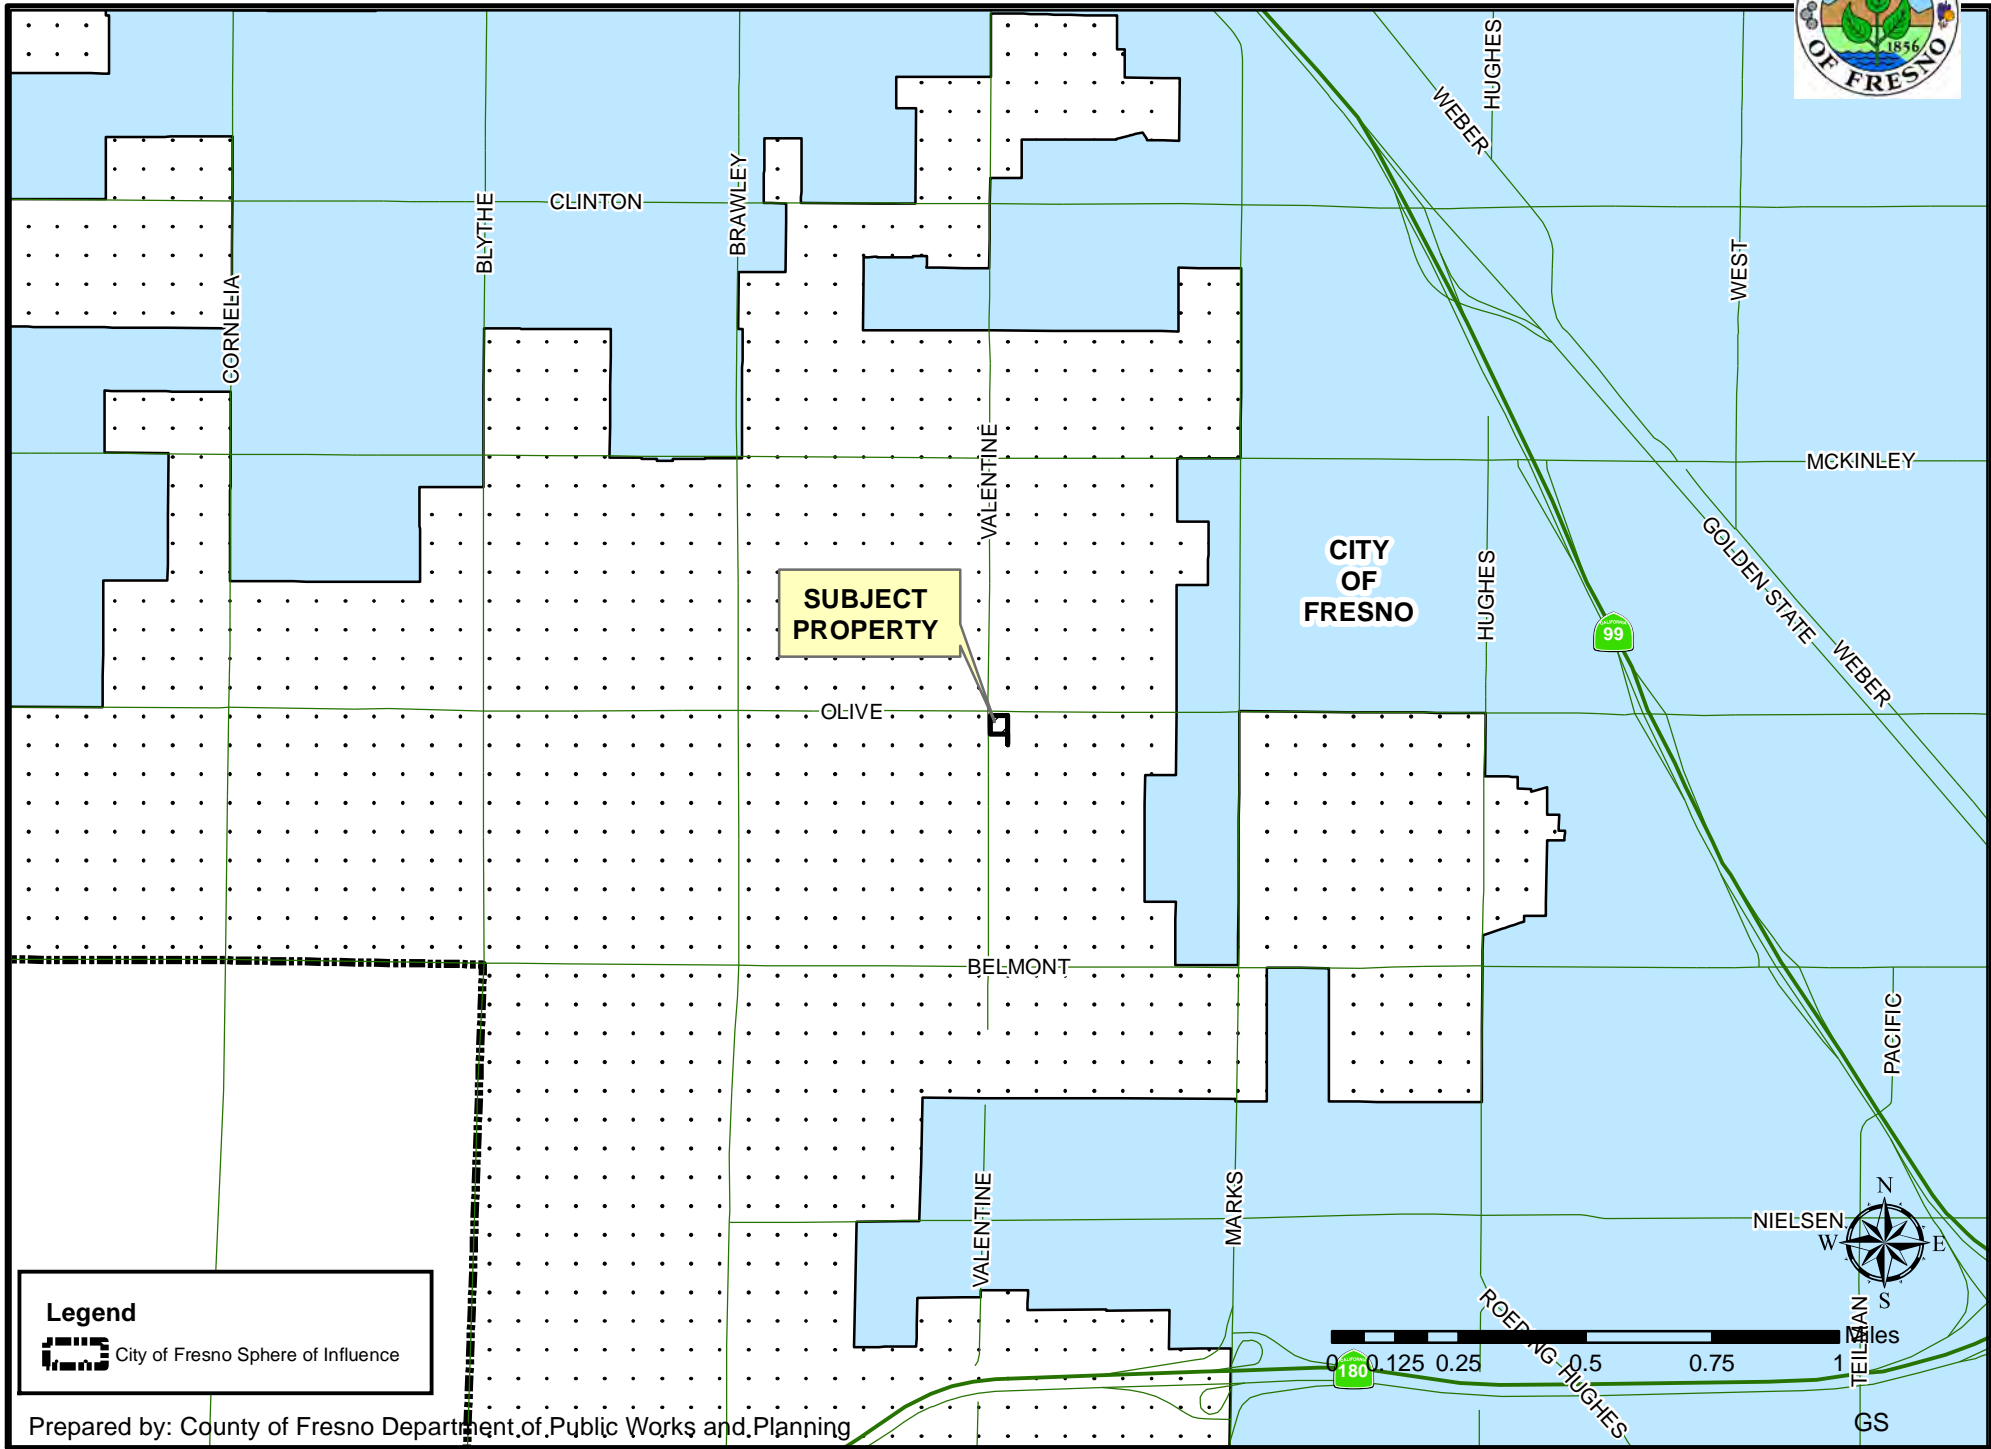 1856
OF FRESNO
HUGHES
WEBER
CLINTON
BRAWLEY
BLYTHE
WEST
CORNELIA
VALENTINE
MCKINLEY
GOLDEN STATE
CITY
OF
FRESNO
HUGHES
SUBJECT
PROPERTY
CALIFORNIA
99
WEBER
OLIVE
BELMONT
PACIFIC
VALENTINE
MARKS
NIELSEN
N
W
E
S
Legend
City of Fresno Sphere of Influence
ROEDING
HUGHES
TEILMAN
Miles
0 0.125 0.25 0.5 0.75 1
CALIFORNIA
180
Prepared by: County of Fresno Department of Public Works and Planning
GS